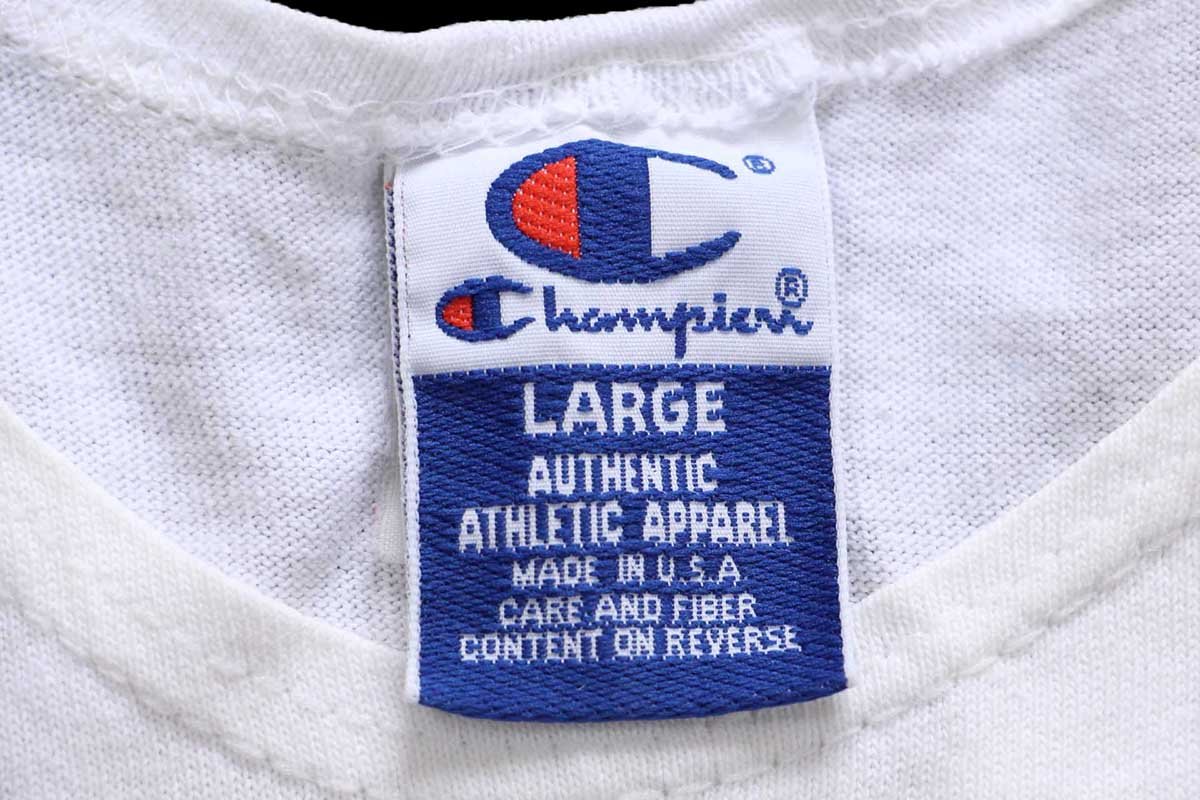 ®
Champion®
LARGE
AUTHENTIC
ATHLETIC APPAREL
MADE IN U.S.A.
CARE AND FIBER
CONTENT ON REVERSE